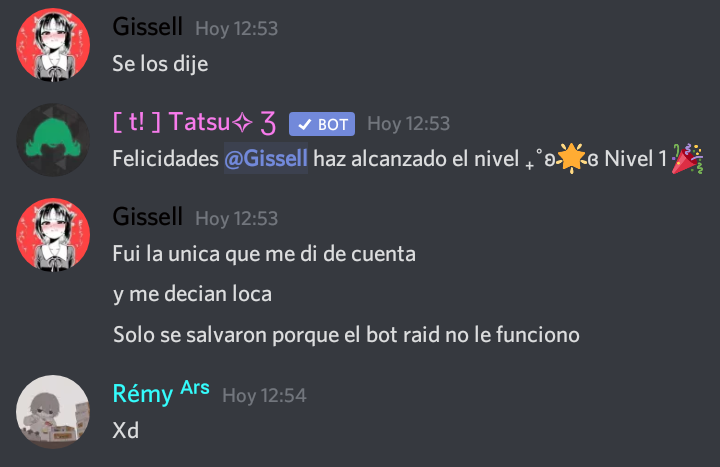 Gissell Hoy 12:53
Se los dije
[ t! ] Tatsu✧ Ʒ ✓ BOT Hoy 12:53
Felicidades @Gissell haz alcanzado el nivel ₊˚ʚ🌟ɞ Nivel 1 🎉
Gissell Hoy 12:53
Fui la unica que me di de cuenta
y me decian loca
Solo se salvaron porque el bot raid no le funciono
Rémy ᴬʳˢ Hoy 12:54
Xd